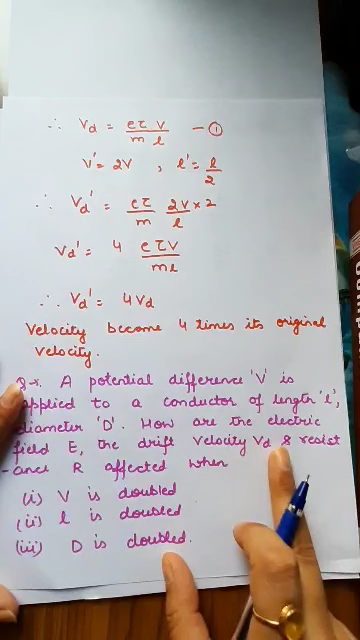 ∴ Vd = eτ/m V/l — ①
V' = 2V , l' = l/2
∴ Vd' = eτ/m 2V/l × 2
Vd' = 4 eτV/ml
∴ Vd' = 4Vd
Velocity become 4 times its original
velocity.
Q-x. A potential difference 'V' is
applied to a conductor of length 'l',
diameter 'D'. How are the electric
field E, the drift velocity Vd & resist
-ance R affected when
(i) V is doubled
(ii) l is doubled
(iii) D is doubled.